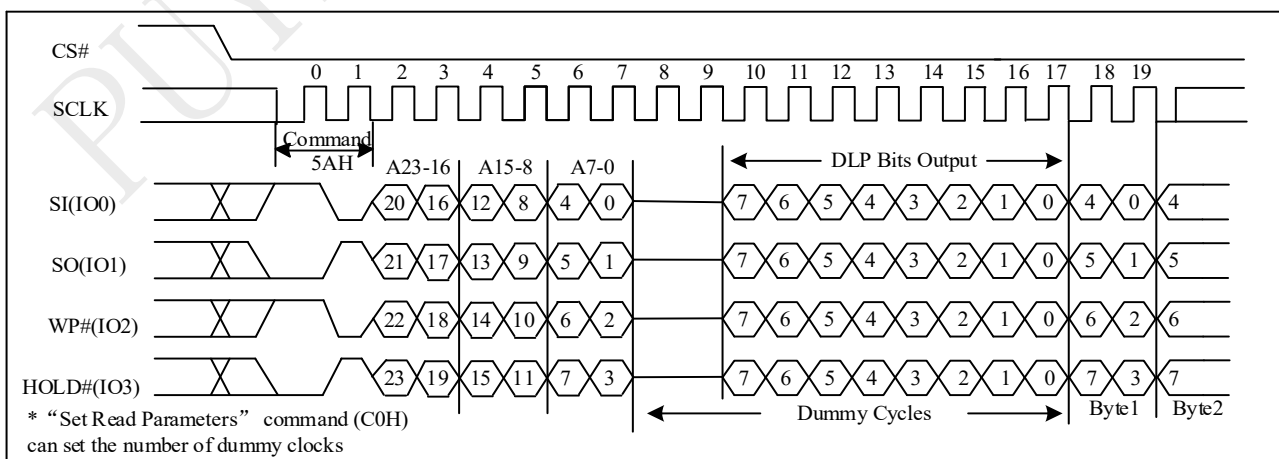 PUY
CS#
0 1 2 3 4 5 6 7 8 9 10 11 12 13 14 15 16 17 18 19
SCLK
Command
5AH
A23-16 A15-8 A7-0 DLP Bits Output
SI(IO0) 20 16 12 8 4 0 7 6 5 4 3 2 1 0 4 0 4
SO(IO1) 21 17 13 9 5 1 7 6 5 4 3 2 1 0 5 1 5
WP#(IO2) 22 18 14 10 6 2 7 6 5 4 3 2 1 0 6 2 6
HOLD#(IO3) 23 19 15 11 7 3 7 6 5 4 3 2 1 0 7 3 7
Dummy Cycles Byte1 Byte2
* “Set Read Parameters” command (C0H)
can set the number of dummy clocks